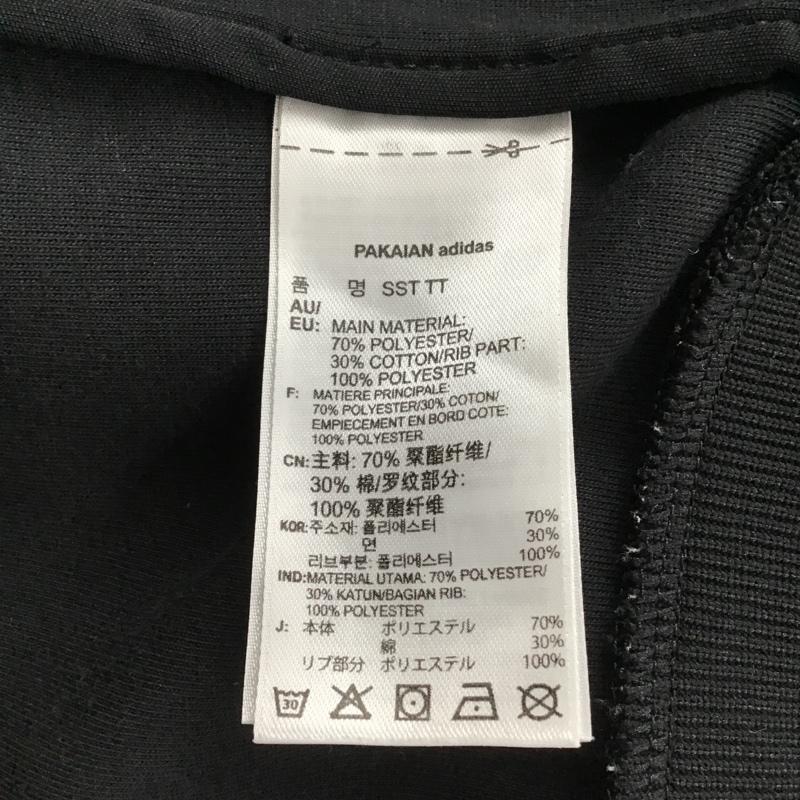 PAKAIAN adidas
품 명 SST TT
AU/
EU: MAIN MATERIAL:
70% POLYESTER/
30% COTTON/RIB PART:
100% POLYESTER
F: MATIERE PRINCIPALE:
70% POLYESTER/30% COTON/
EMPIECEMENT EN BORD COTE:
100% POLYESTER
CN:主料: 70% 聚酯纤维/
30% 棉/罗纹部分:
100% 聚酯纤维
KOR:주소재: 폴리에스터 70%
면 30%
리브부분: 폴리에스터 100%
IND:MATERIAL UTAMA: 70% POLYESTER/
30% KATUN/BAGIAN RIB:
100% POLYESTER
J: 本体 ポリエステル 70%
綿 30%
リブ部分 ポリエステル 100%
30